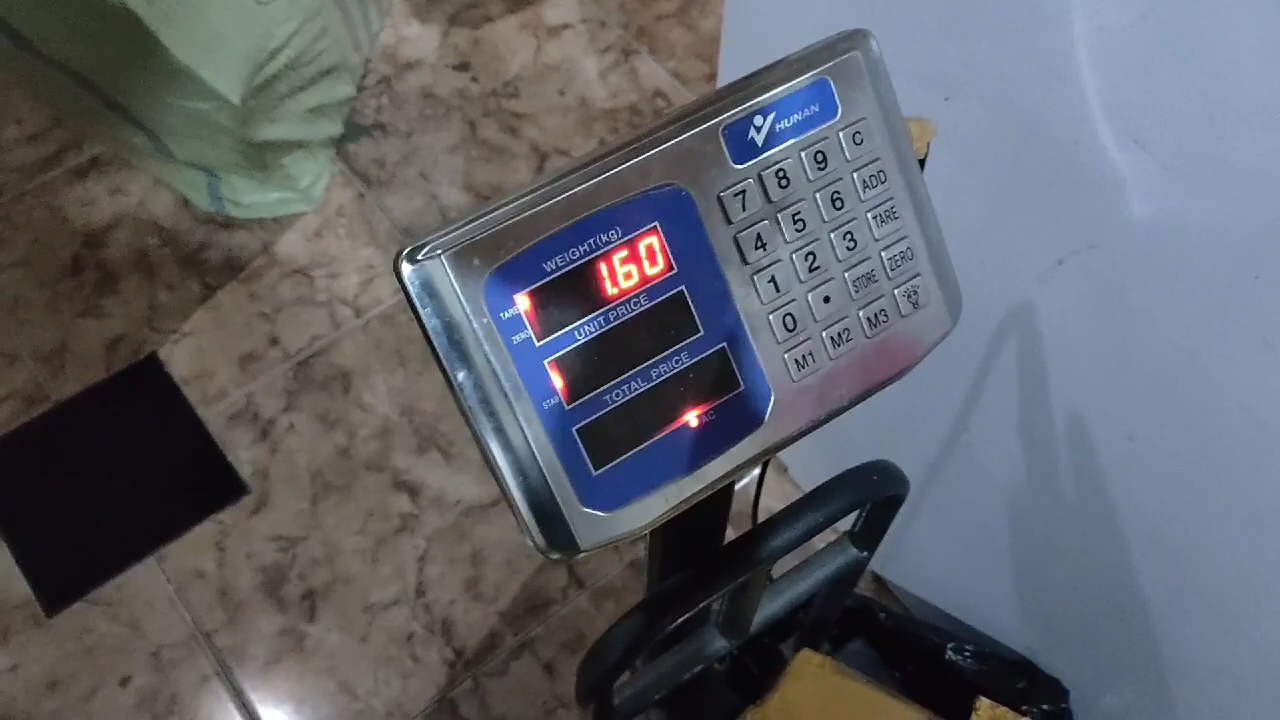 HUNAN
WEIGHT(kg)
1.60
TARE
ZERO
UNIT PRICE
STAB
TOTAL PRICE
AC
7 8 9 C
4 5 6 ADD
1 2 3 TARE
0 . STORE ZERO
M1 M2 M3